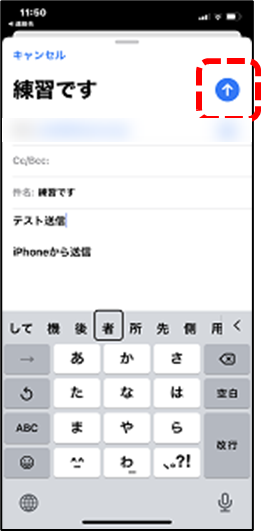 11:50
◀連絡先
キャンセル
練習です
Cc/Bcc:
件名: 練習です
テスト送信
iPhoneから送信
して 機 後 者 所 先 側 用
→ あ か さ
た な は 空白
ABC ま や ら 改行
^^ わ_ 、。?!